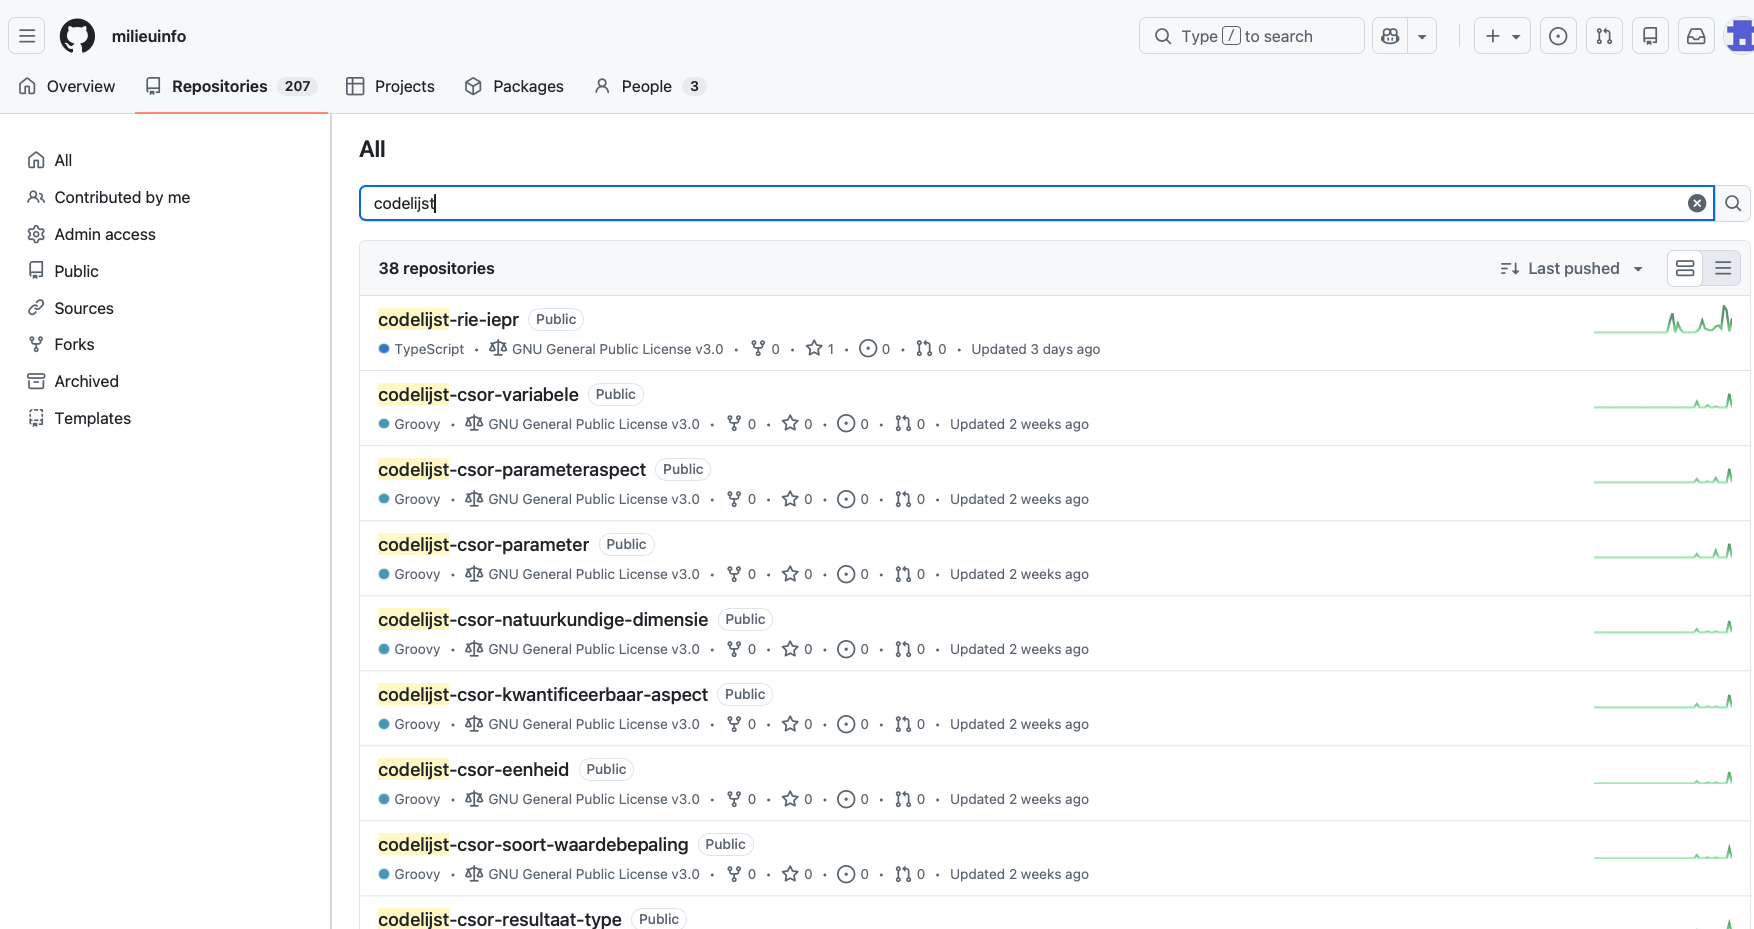 milieuinfo
Type / to search
Overview
Repositories 207
Projects
Packages
People 3
All
Contributed by me
Admin access
Public
Sources
Forks
Archived
Templates
All
codelijst
38 repositories
Last pushed
codelijst-rie-iepr Public
TypeScript • GNU General Public License v3.0 • 0 • 1 • 0 • 0 • Updated 3 days ago
codelijst-csor-variabele Public
Groovy • GNU General Public License v3.0 • 0 • 0 • 0 • 0 • Updated 2 weeks ago
codelijst-csor-parameteraspect Public
Groovy • GNU General Public License v3.0 • 0 • 0 • 0 • 0 • Updated 2 weeks ago
codelijst-csor-parameter Public
Groovy • GNU General Public License v3.0 • 0 • 0 • 0 • 0 • Updated 2 weeks ago
codelijst-csor-natuurkundige-dimensie Public
Groovy • GNU General Public License v3.0 • 0 • 0 • 0 • 0 • Updated 2 weeks ago
codelijst-csor-kwantificeerbaar-aspect Public
Groovy • GNU General Public License v3.0 • 0 • 0 • 0 • 0 • Updated 2 weeks ago
codelijst-csor-eenheid Public
Groovy • GNU General Public License v3.0 • 0 • 0 • 0 • 0 • Updated 2 weeks ago
codelijst-csor-soort-waardebepaling Public
Groovy • GNU General Public License v3.0 • 0 • 0 • 0 • 0 • Updated 2 weeks ago
codelijst-csor-resultaat-type Public